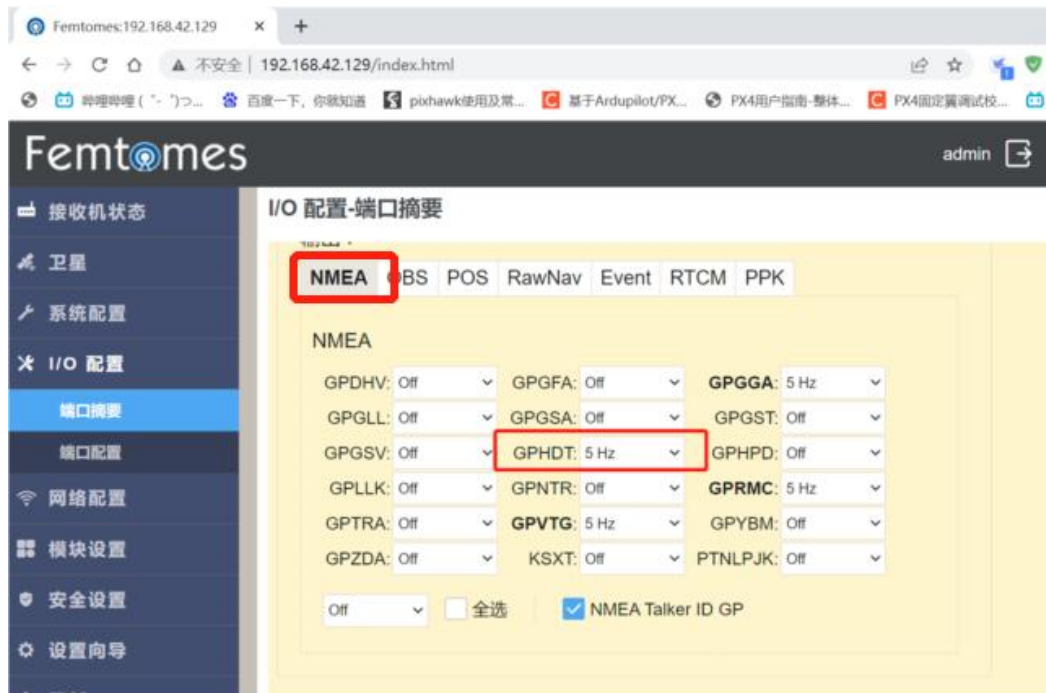 Femtomes:192.168.42.129
不安全 | 192.168.42.129/index.html
哔哩哔哩 ( ゜- ゜)つ... 百度一下，你就知道 pixhawk使用及常... 基于Ardupilot/PX... PX4用户指南-整体... PX4固定翼调试校...
Femtomes admin
接收机状态
卫星
系统配置
I/O 配置
端口摘要
端口配置
网络配置
模块设置
安全设置
设置向导
I/O 配置-端口摘要
NMEA OBS POS RawNav Event RTCM PPK
NMEA
GPDHV: Off GPGFA: Off GPGGA: 5 Hz
GPGLL: Off GPGSA: Off GPGST: Off
GPGSV: Off GPHDT: 5 Hz GPHPD: Off
GPLLK: Off GPNTR: Off GPRMC: 5 Hz
GPTRA: Off GPVTG: 5 Hz GPYBM: Off
GPZDA: Off KSXT: Off PTNLPJK: Off
Off 全选 NMEA Talker ID GP